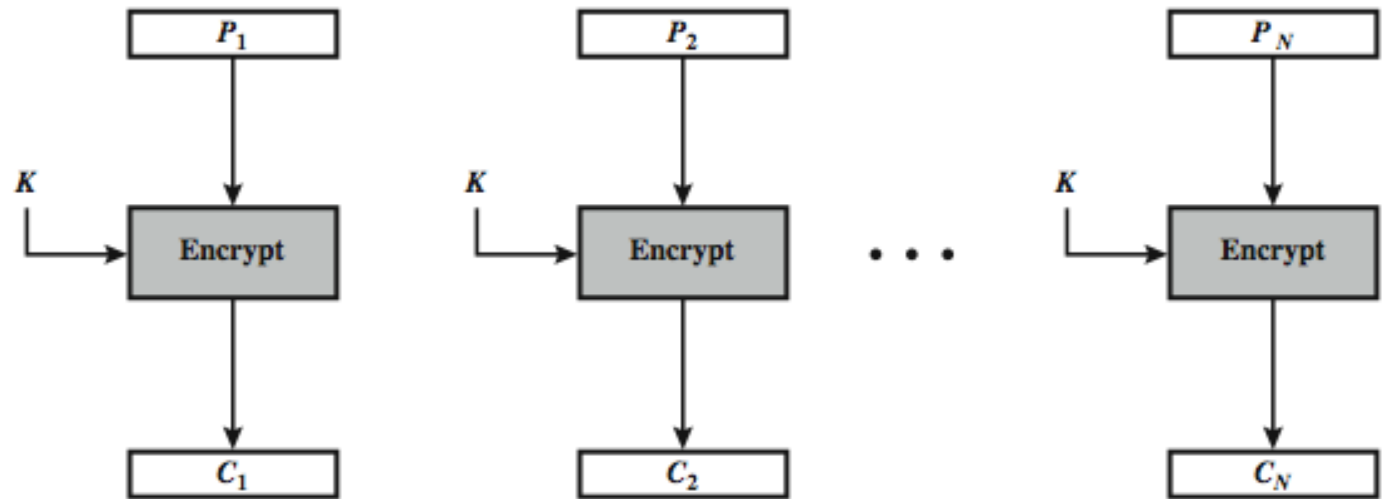 P1 P2 PN
K K K
Encrypt Encrypt • • • Encrypt
C1 C2 CN